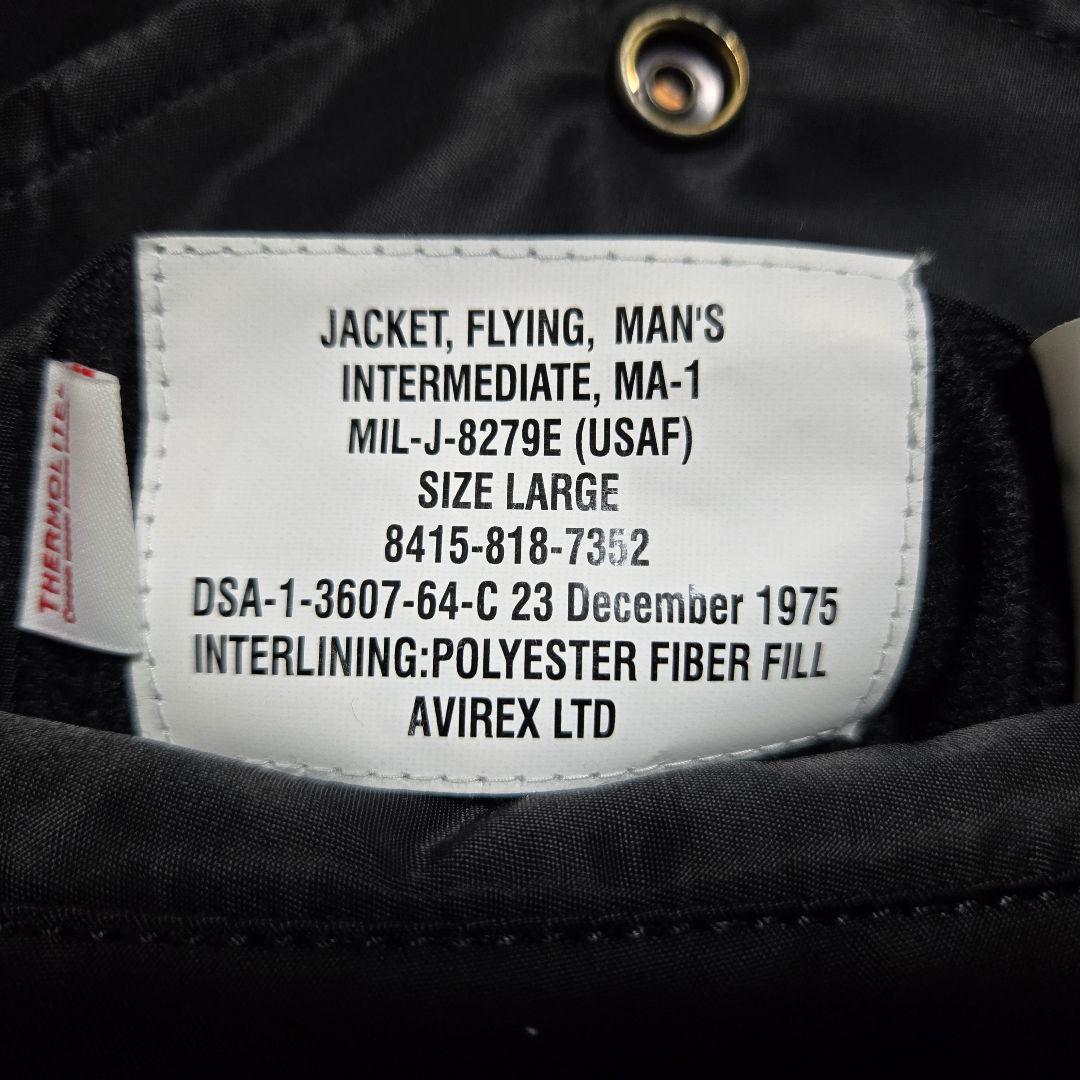 JACKET, FLYING, MAN'S
INTERMEDIATE, MA-1
MIL-J-8279E (USAF)
SIZE LARGE
8415-818-7352
DSA-1-3607-64-C 23 December 1975
INTERLINING:POLYESTER FIBER FILL
AVIREX LTD
THERMOLITE